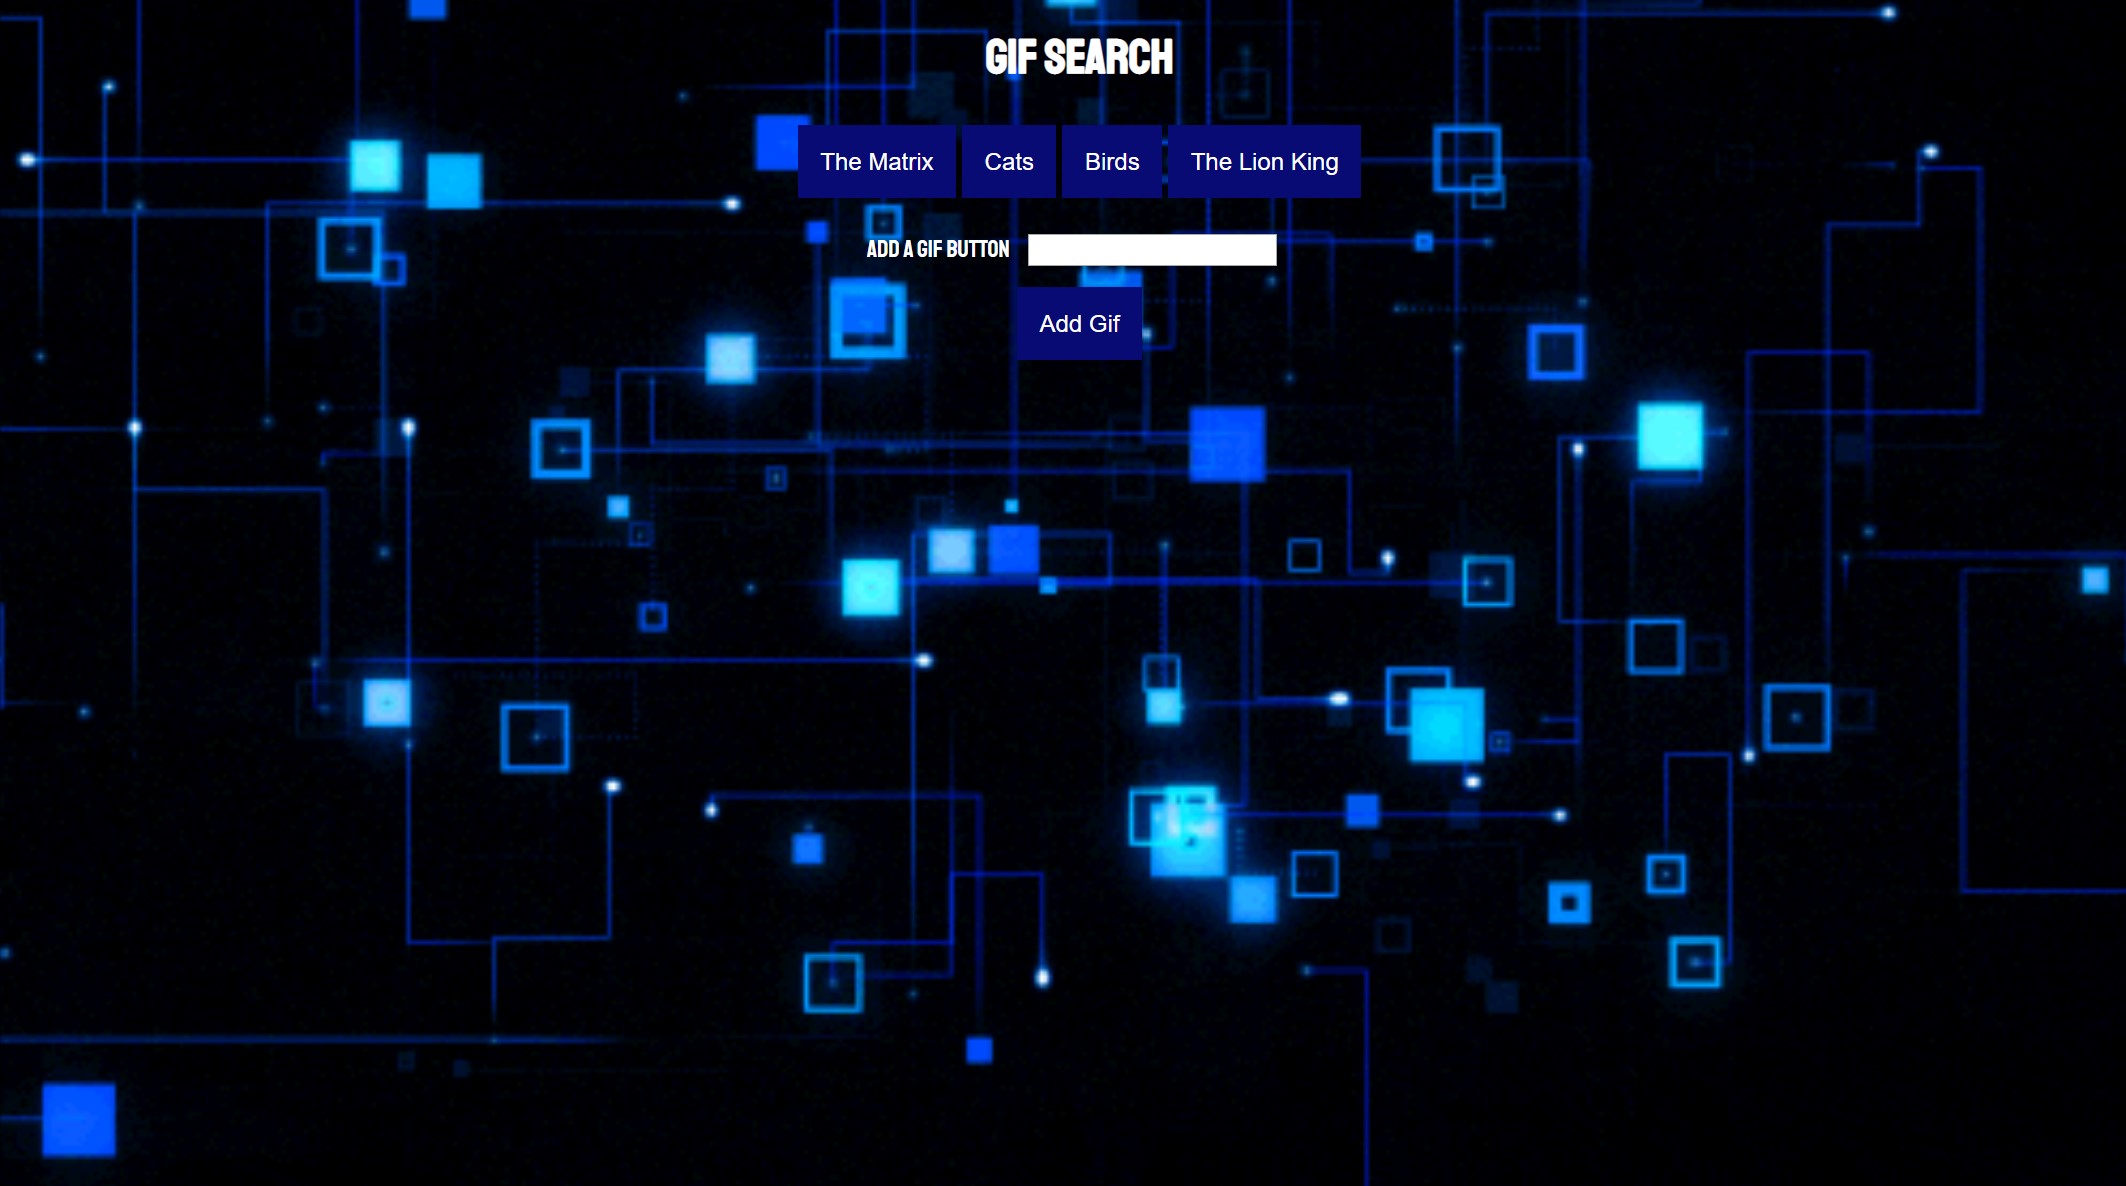 GIF SEARCH
The Matrix Cats Birds The Lion King
ADD A GIF BUTTON
Add Gif